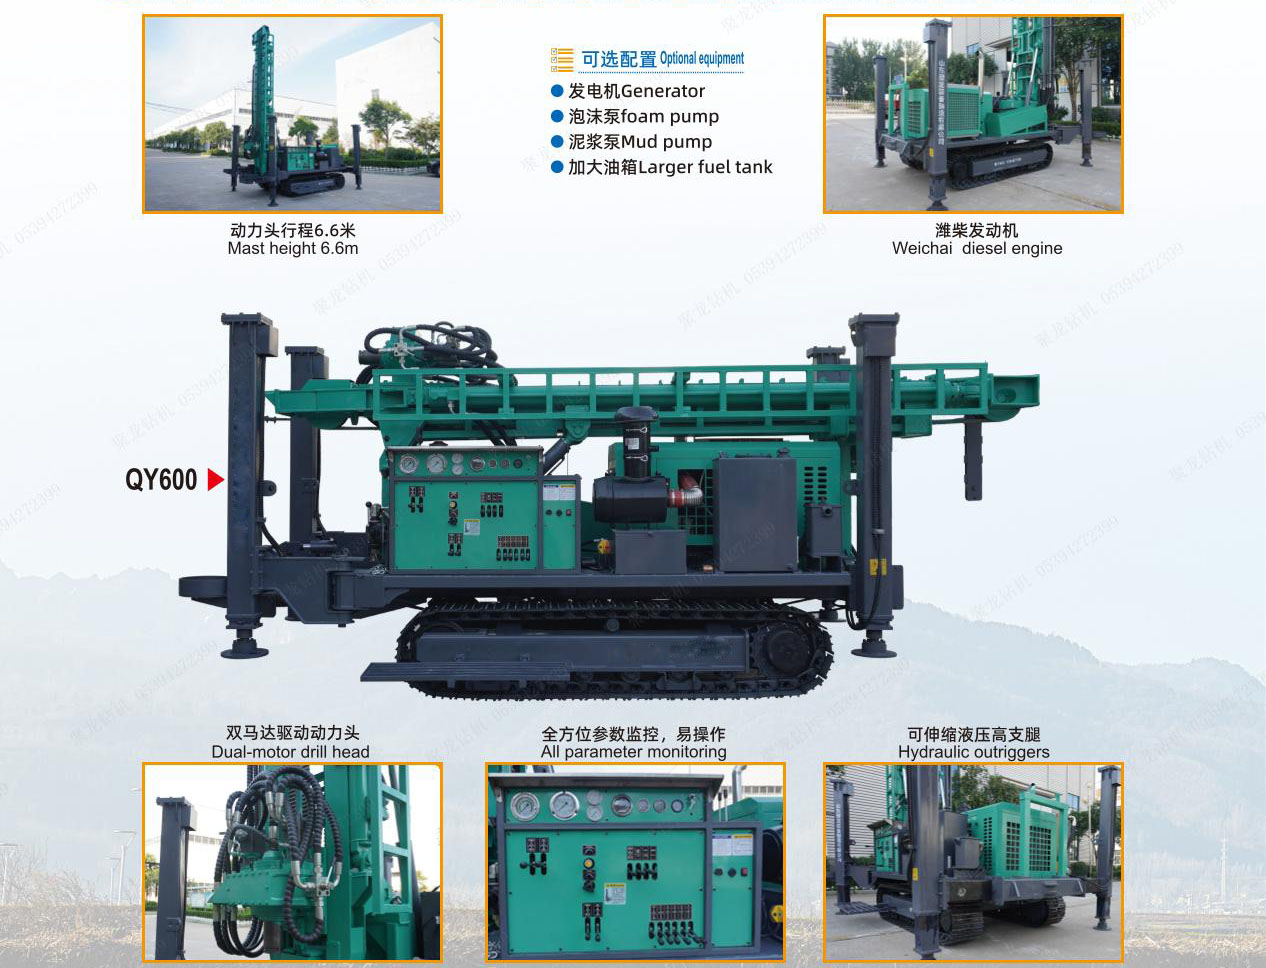 可选配置 Optional equipment
发电机Generator
泡沫泵foam pump
泥浆泵Mud pump
加大油箱Larger fuel tank
动力头行程6.6米
Mast height 6.6m
潍柴发动机
Weichai diesel engine
QY600
双马达驱动动力头
Dual-motor drill head
全方位参数监控，易操作
All parameter monitoring
可伸缩液压高支腿
Hydraulic outriggers
聚龙钻机 05394272399